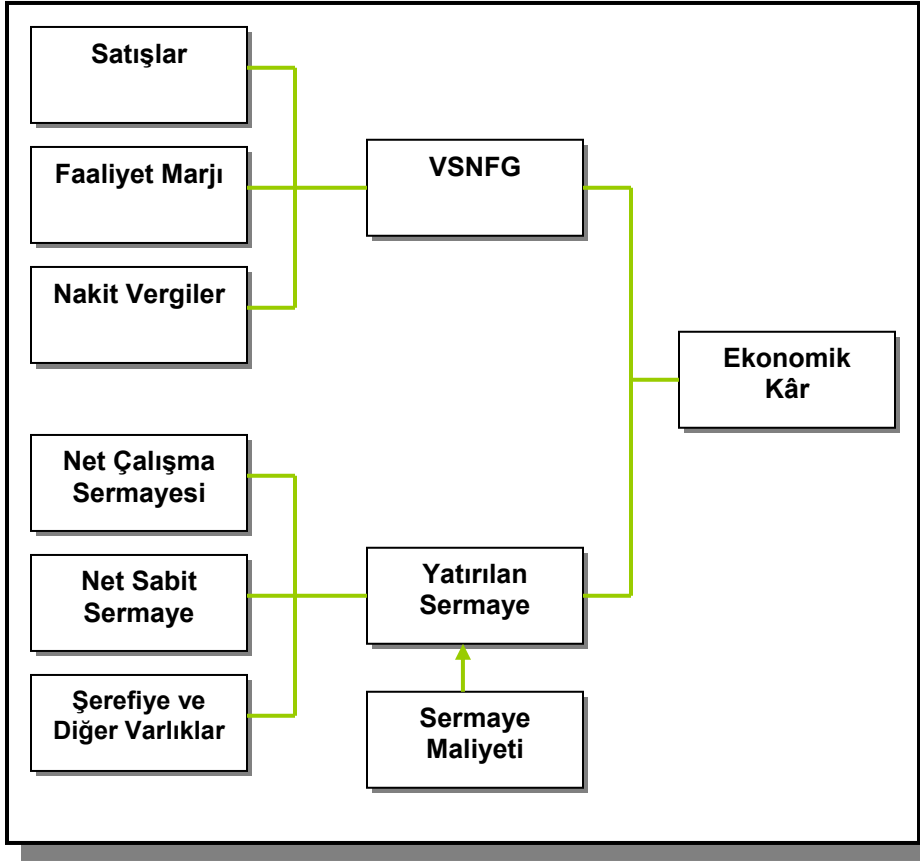 Satışlar
Faaliyet Marjı
Nakit Vergiler
VSNFG
Ekonomik
Kâr
Net Çalışma
Sermayesi
Net Sabit
Sermaye
Şerefiye ve
Diğer Varlıklar
Yatırılan
Sermaye
Sermaye
Maliyeti